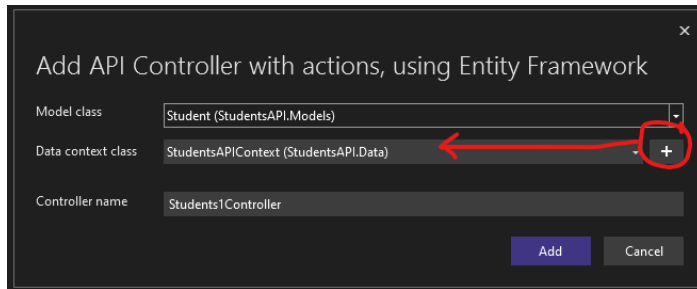 Add API Controller with actions, using Entity Framework
Model class Student (StudentsAPI.Models)
Data context class StudentsAPIContext (StudentsAPI.Data) +
Controller name Students1Controller
Add Cancel